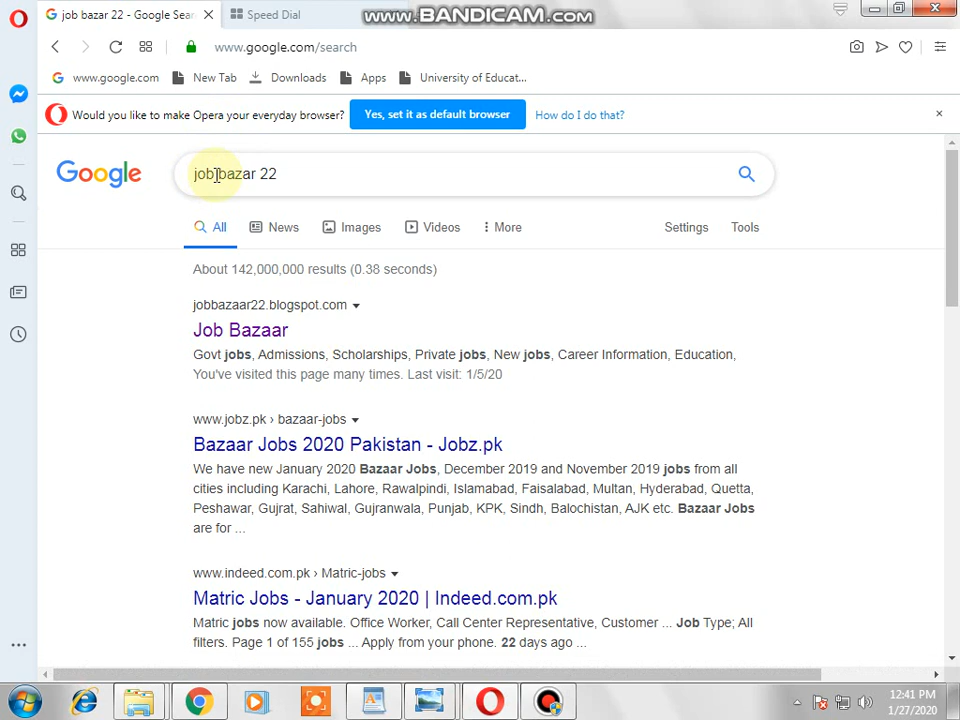 job bazar 22 - Google Sear
Speed Dial
www.BANDICAM.com
www.google.com/search
www.google.com
New Tab
Downloads
Apps
University of Educat...
Would you like to make Opera your everyday browser?
Yes, set it as default browser
How do I do that?
Google
job bazar 22
All
News
Images
Videos
More
Settings
Tools
About 142,000,000 results (0.38 seconds)
jobbazaar22.blogspot.com
Job Bazaar
Govt jobs, Admissions, Scholarships, Private jobs, New jobs, Career Information, Education,
You've visited this page many times. Last visit: 1/5/20
www.jobz.pk › bazaar-jobs
Bazaar Jobs 2020 Pakistan - Jobz.pk
We have new January 2020 Bazaar Jobs, December 2019 and November 2019 jobs from all
cities including Karachi, Lahore, Rawalpindi, Islamabad, Faisalabad, Multan, Hyderabad, Quetta,
Peshawar, Gujrat, Sahiwal, Gujranwala, Punjab, KPK, Sindh, Balochistan, AJK etc. Bazaar Jobs
are for ...
www.indeed.com.pk › Matric-jobs
Matric Jobs - January 2020 | Indeed.com.pk
Matric jobs now available. Office Worker, Call Center Representative, Customer ... Job Type; All
filters. Page 1 of 155 jobs ... Apply from your phone. 22 days ago ...
12:41 PM
1/27/2020